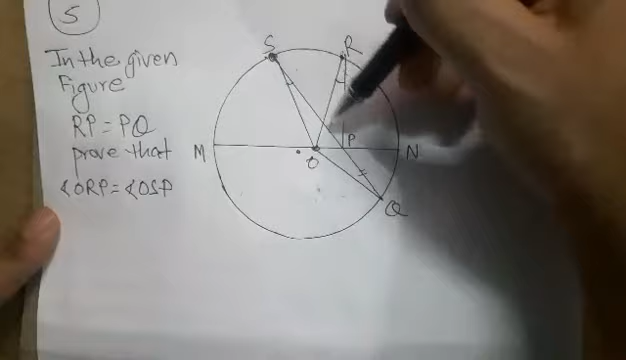 5
In the given
Figure
RP = PQ
prove that
∠ORP = ∠OSP
S
R
M
O
P
N
Q